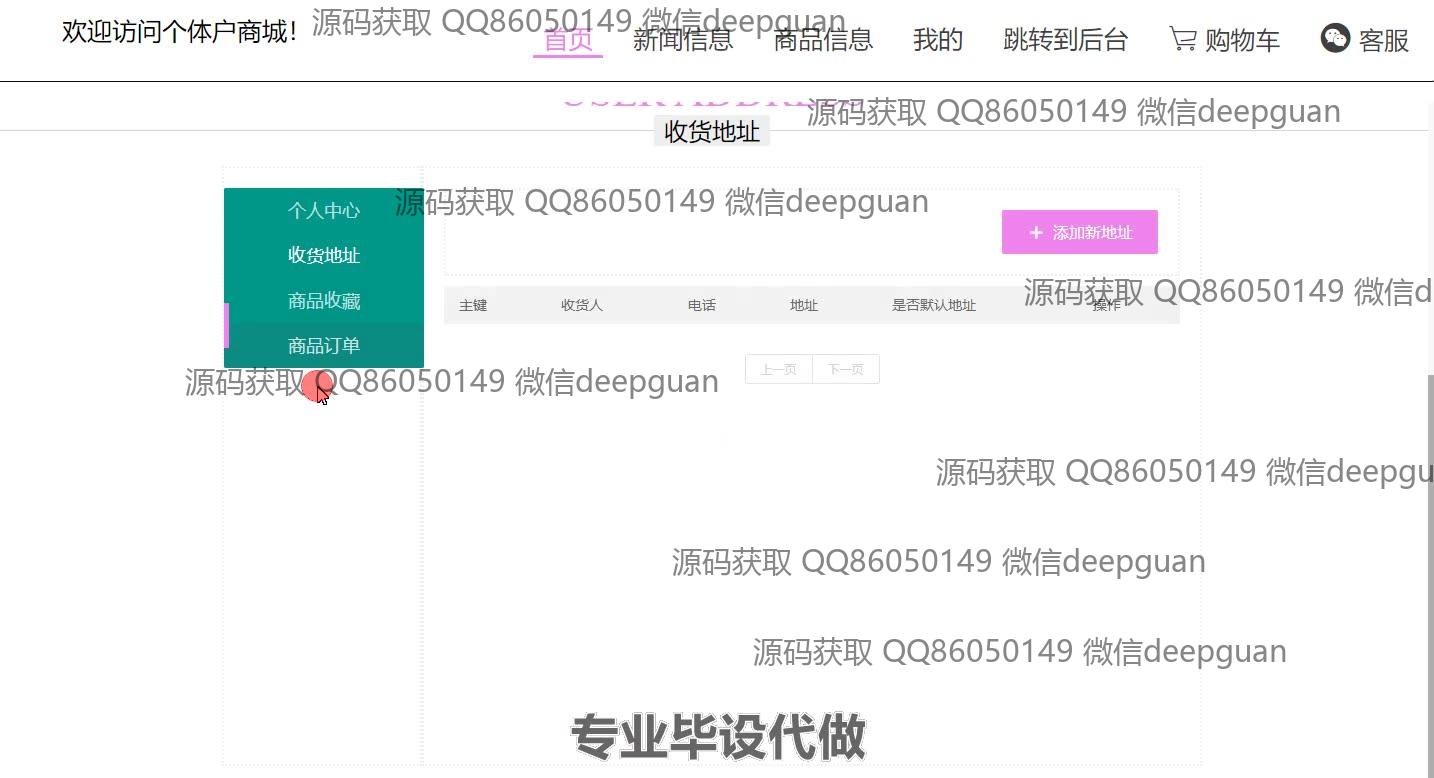 欢迎访问个体户商城!
源码获取 QQ86050149 微信deepguan
首页 新闻信息 商品信息 我的 跳转到后台 购物车 客服
USER ADDRESS
源码获取 QQ86050149 微信deepguan
收货地址
个人中心
源码获取 QQ86050149 微信deepguan
+ 添加新地址
收货地址
商品收藏
源码获取 QQ86050149 微信d
主键 收货人 电话 地址 是否默认地址 操作
商品订单
上一页 下一页
源码获取 QQ86050149 微信deepguan
源码获取 QQ86050149 微信deepgu
源码获取 QQ86050149 微信deepguan
源码获取 QQ86050149 微信deepguan
专业毕设代做